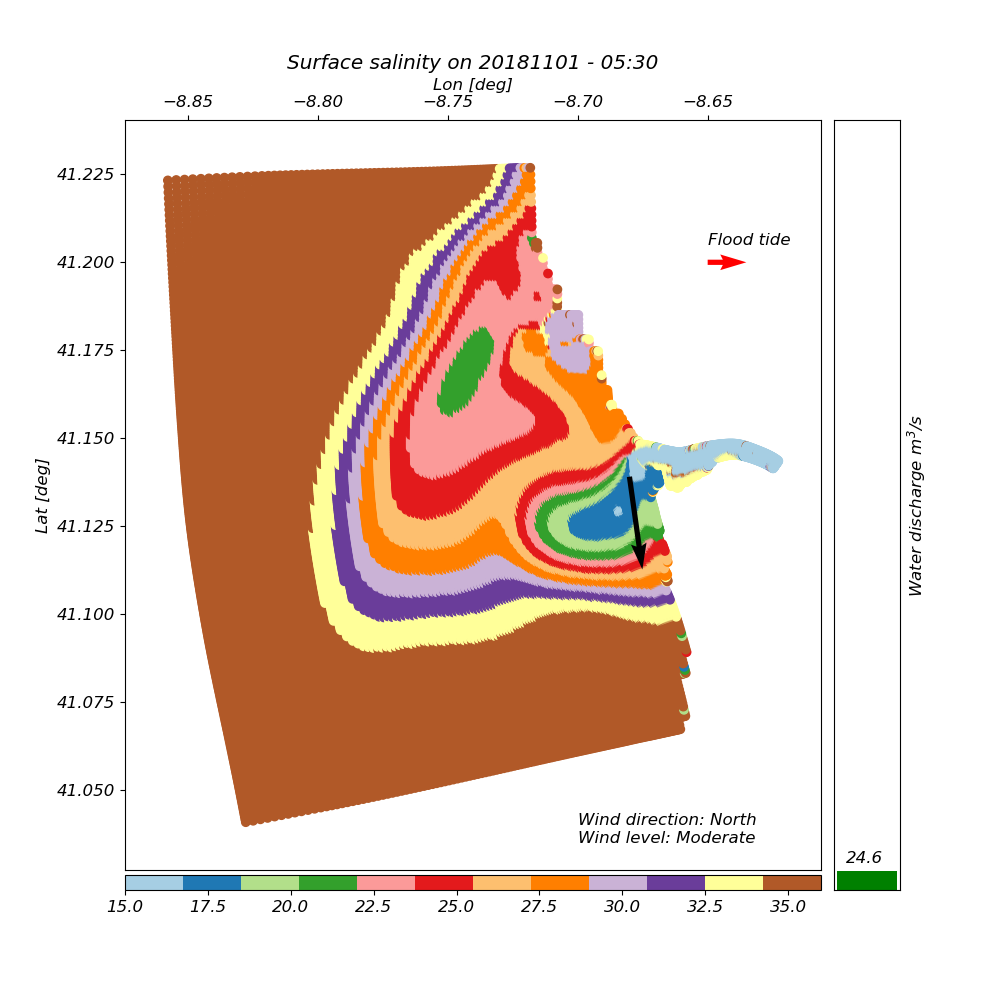 Surface salinity on 20181101 - 05:30
Lon [deg]
−8.85 −8.80 −8.75 −8.70 −8.65
41.225
41.200
41.175
41.150
41.125
41.100
41.075
41.050
Lat [deg]
Flood tide
Wind direction: North
Wind level: Moderate
15.0 17.5 20.0 22.5 25.0 27.5 30.0 32.5 35.0
24.6
Water discharge m³/s